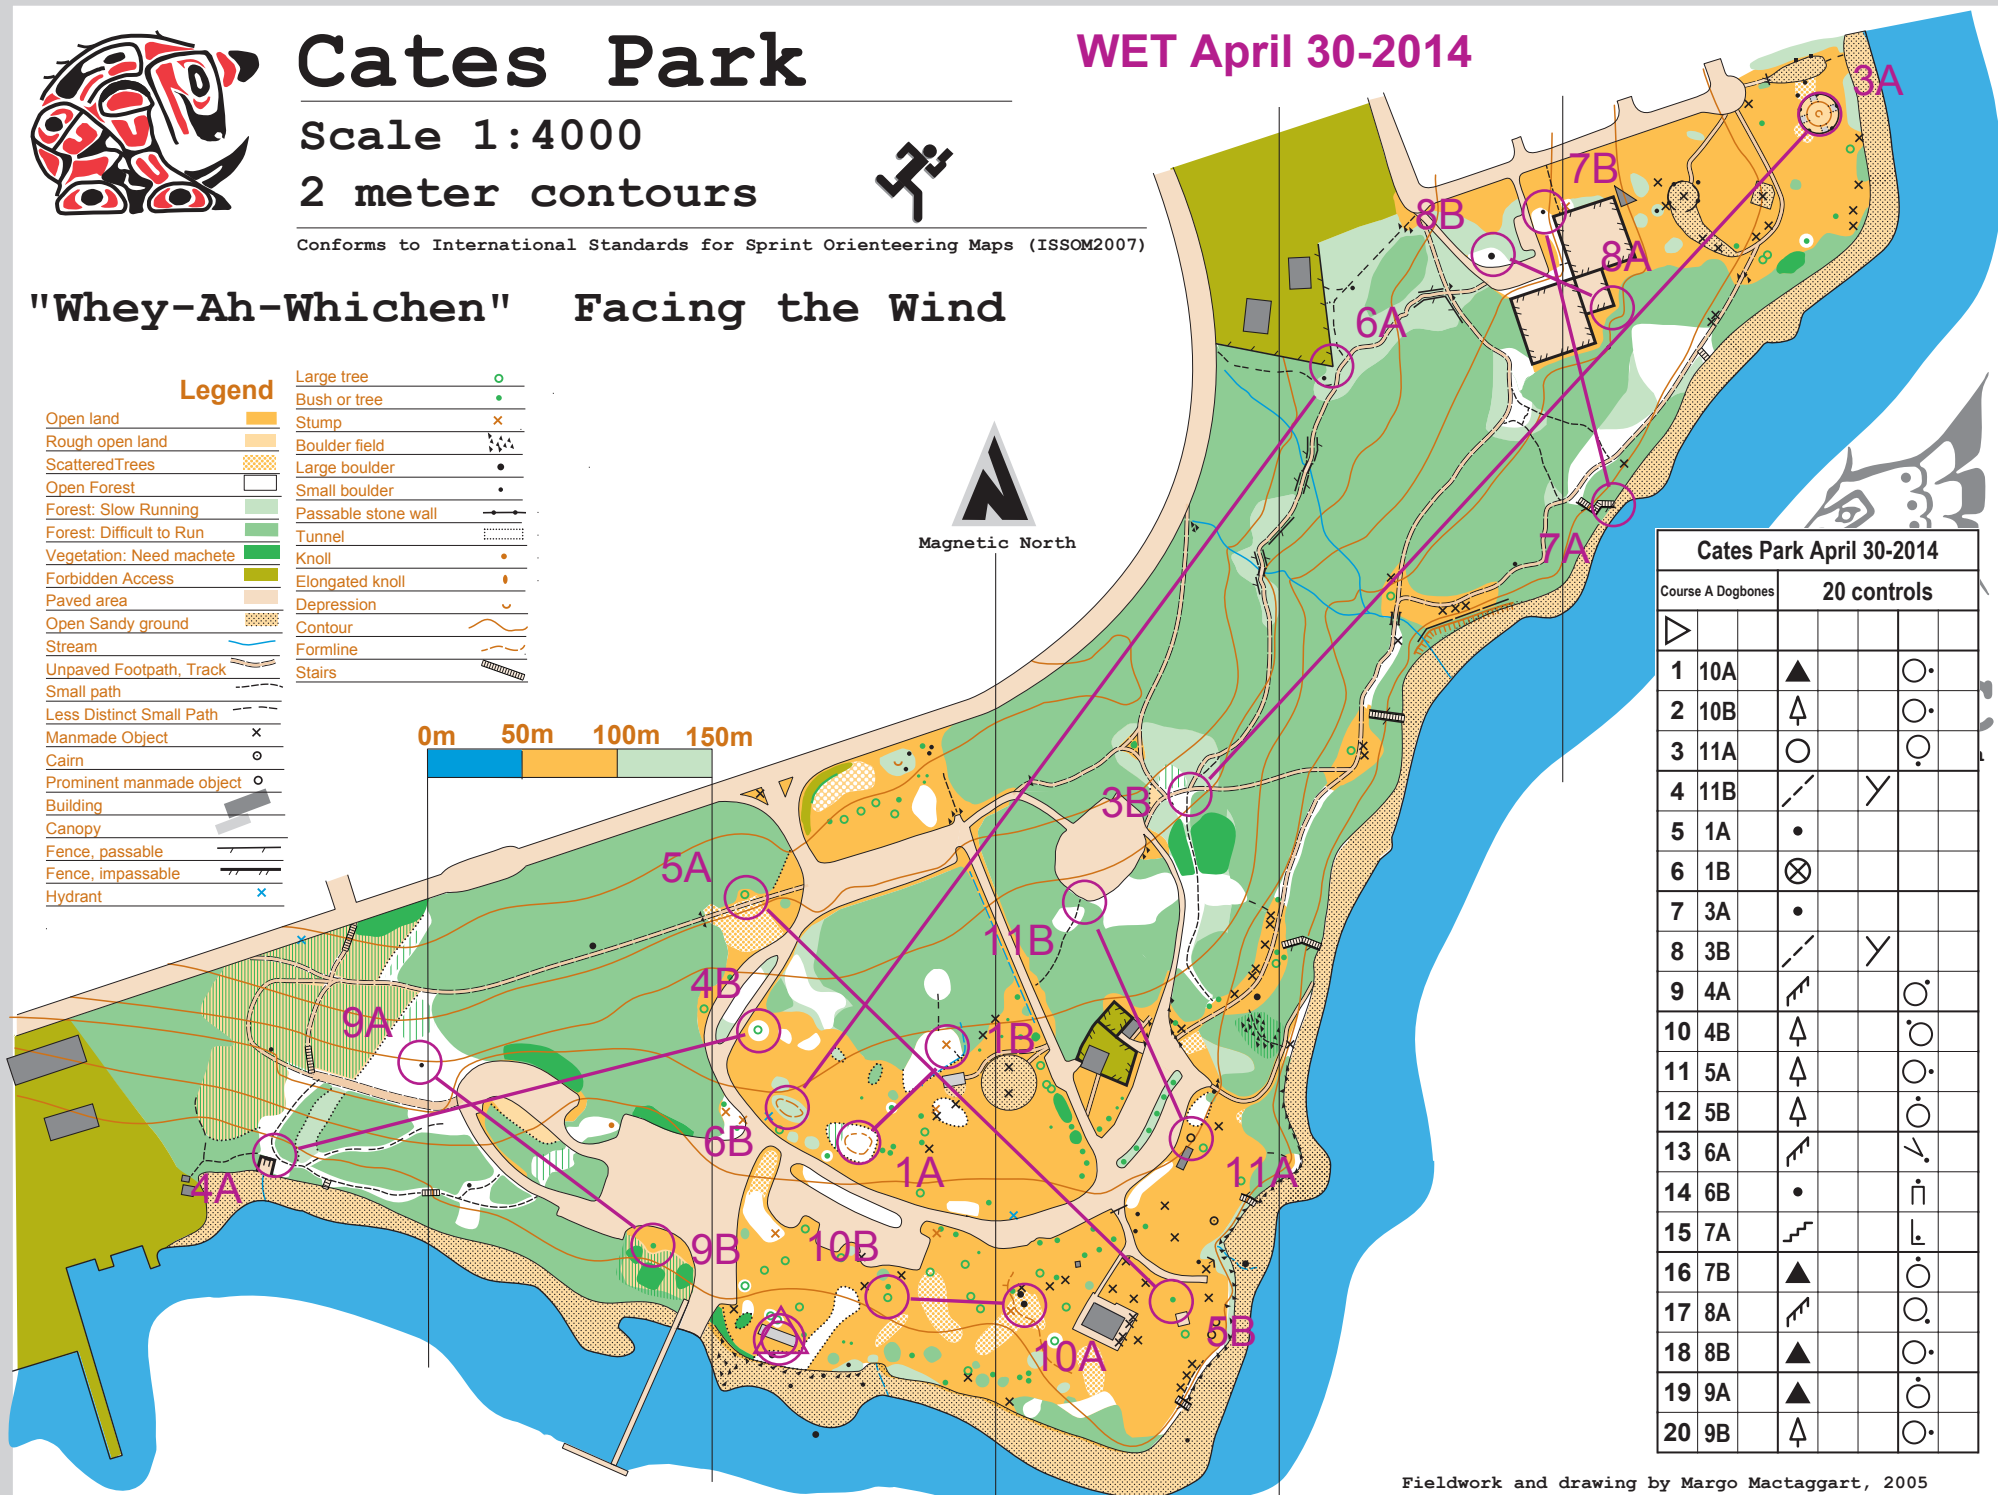 Cates Park
WET April 30-2014
Scale 1:4000
2 meter contours
Conforms to International Standards for Sprint Orienteering Maps (ISSOM2007)
"Whey-Ah-Whichen" Facing the Wind
Legend
Open land
Rough open land
ScatteredTrees
Open Forest
Forest: Slow Running
Forest: Difficult to Run
Vegetation: Need machete
Forbidden Access
Paved area
Open Sandy ground
Stream
Unpaved Footpath, Track
Small path
Less Distinct Small Path
Manmade Object
Cairn
Prominent manmade object
Building
Canopy
Fence, passable
Fence, impassable
Hydrant
Large tree
Bush or tree
Stump
Boulder field
Large boulder
Small boulder
Passable stone wall
Tunnel
Knoll
Elongated knoll
Depression
Contour
Formline
Stairs
0m 50m 100m 150m
Magnetic North
3A
7B
8B
8A
6A
7A
3B
5A
11B
4B
9A
1B
6B
1A
11A
4A
9B
10B
5B
10A
Cates Park April 30-2014
Course A Dogbones 20 controls
1 10A
2 10B
3 11A
4 11B
5 1A
6 1B
7 3A
8 3B
9 4A
10 4B
11 5A
12 5B
13 6A
14 6B
15 7A
16 7B
17 8A
18 8B
19 9A
20 9B
Fieldwork and drawing by Margo Mactaggart, 2005